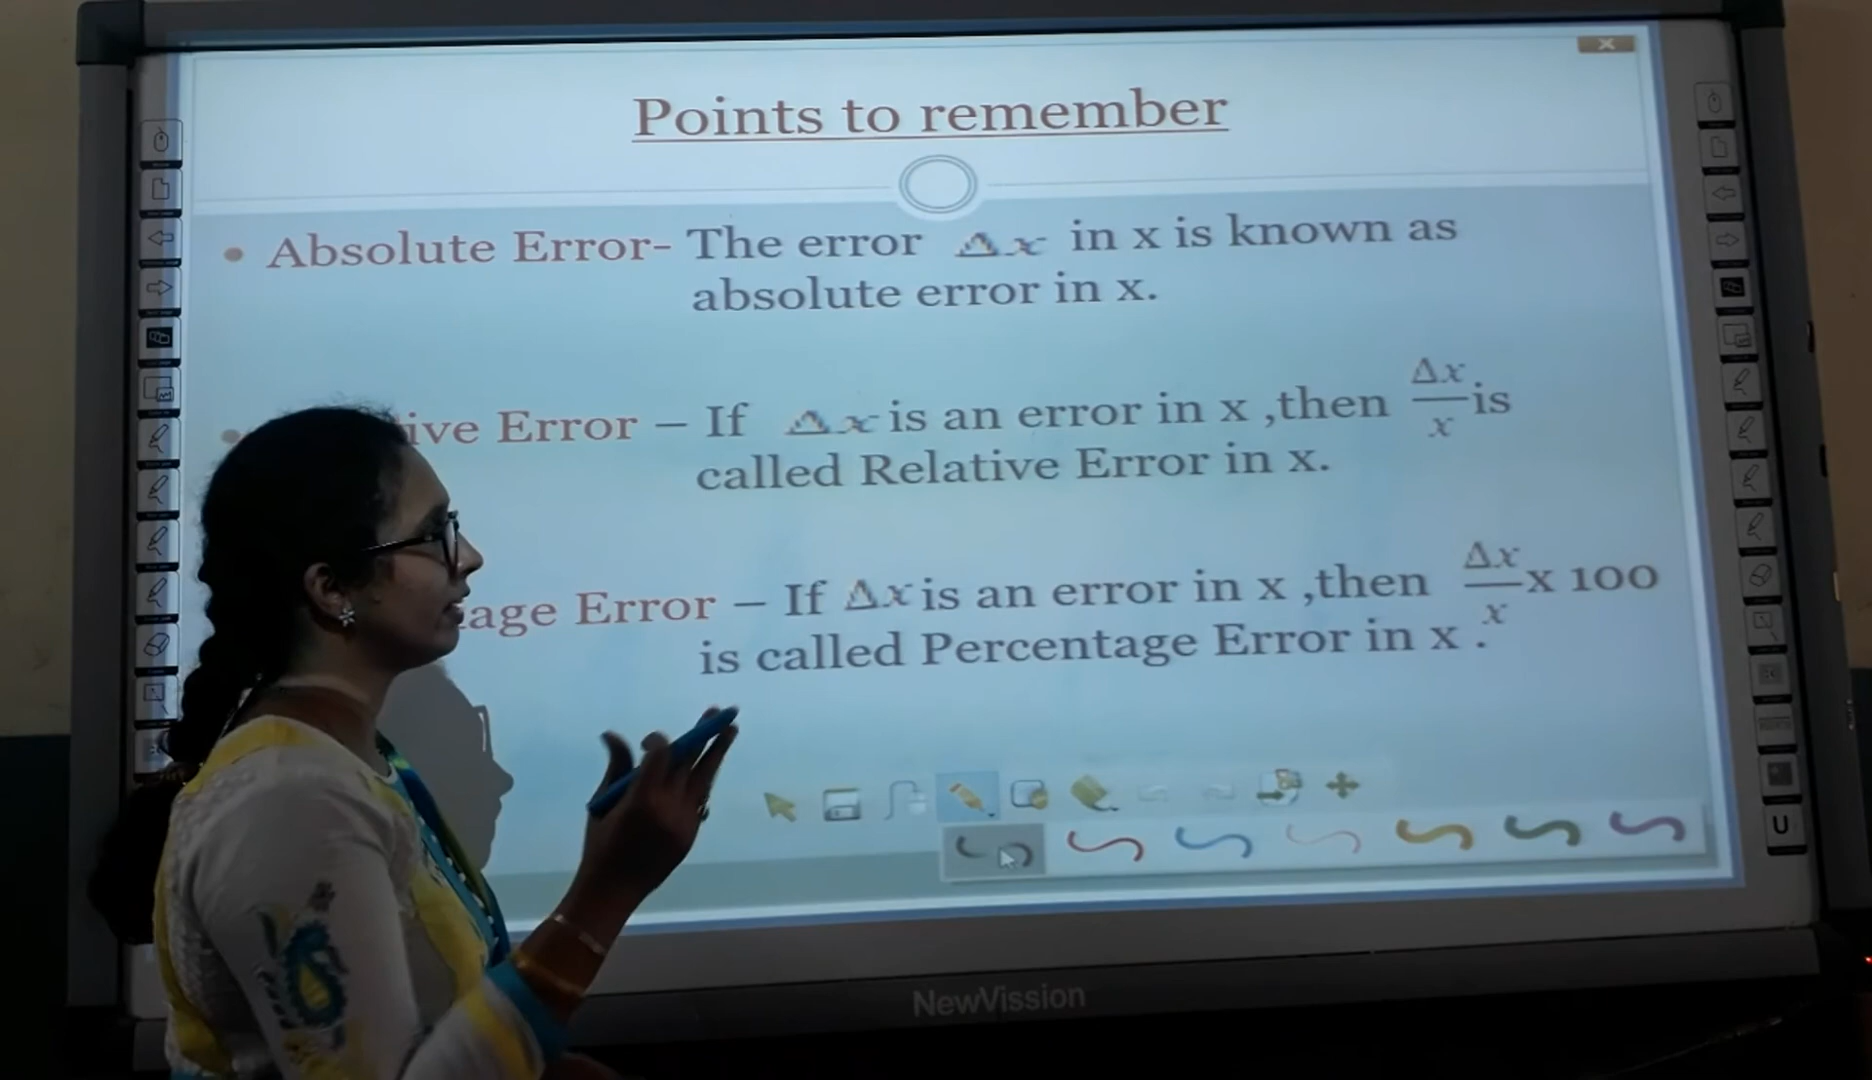 Points to remember
• Absolute Error- The error Δx in x is known as
absolute error in x.
Error – If Δx is an error in x ,then Δx/x is
called Relative Error in x.
Error – If Δx is an error in x ,then Δx/x x 100
is called Percentage Error in x .
NewVission